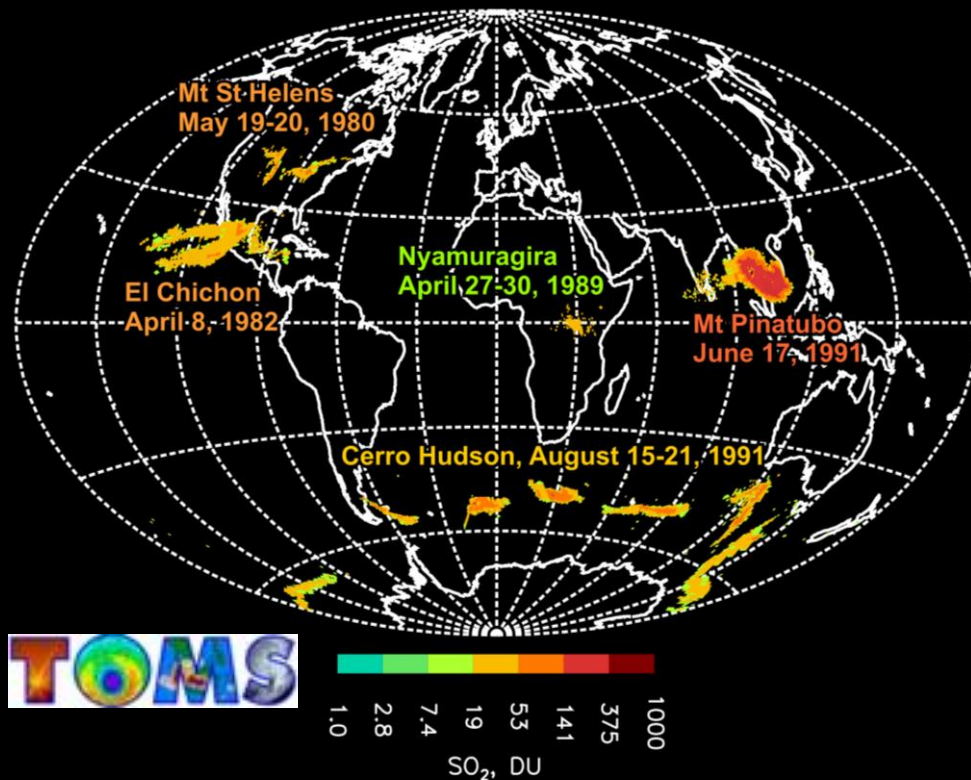 Mt St Helens
May 19-20, 1980
Nyamuragira
April 27-30, 1989
El Chichon
April 8, 1982
Mt Pinatubo
June 17, 1991
Cerro Hudson, August 15-21, 1991
TOMS
1.0 2.8 7.4 19 53 141 375 1000
SO₂, DU